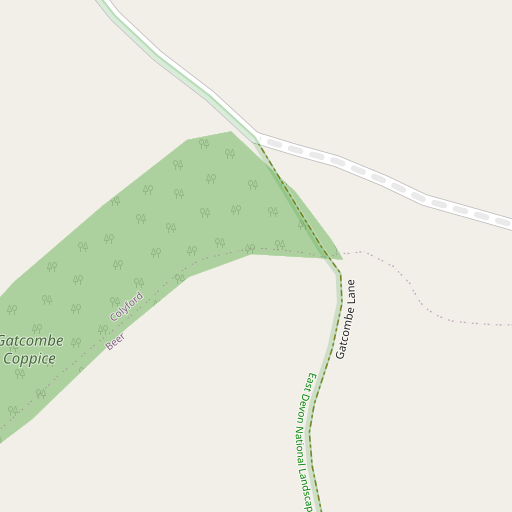 Colyford
Beer
Gatcombe
Coppice
Gatcombe Lane
East Devon National Landscap